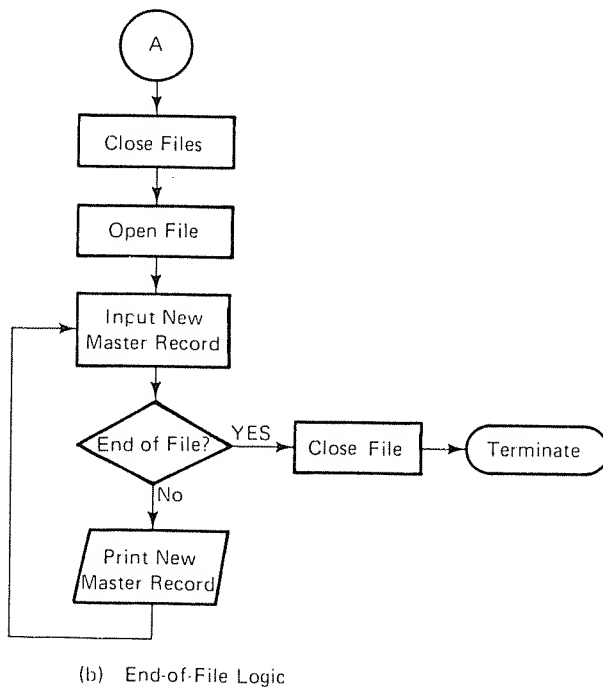 A
Close Files
Open File
Input New
Master Record
End of File?
YES
Close File
Terminate
No
Print New
Master Record
(b) End-of-File Logic